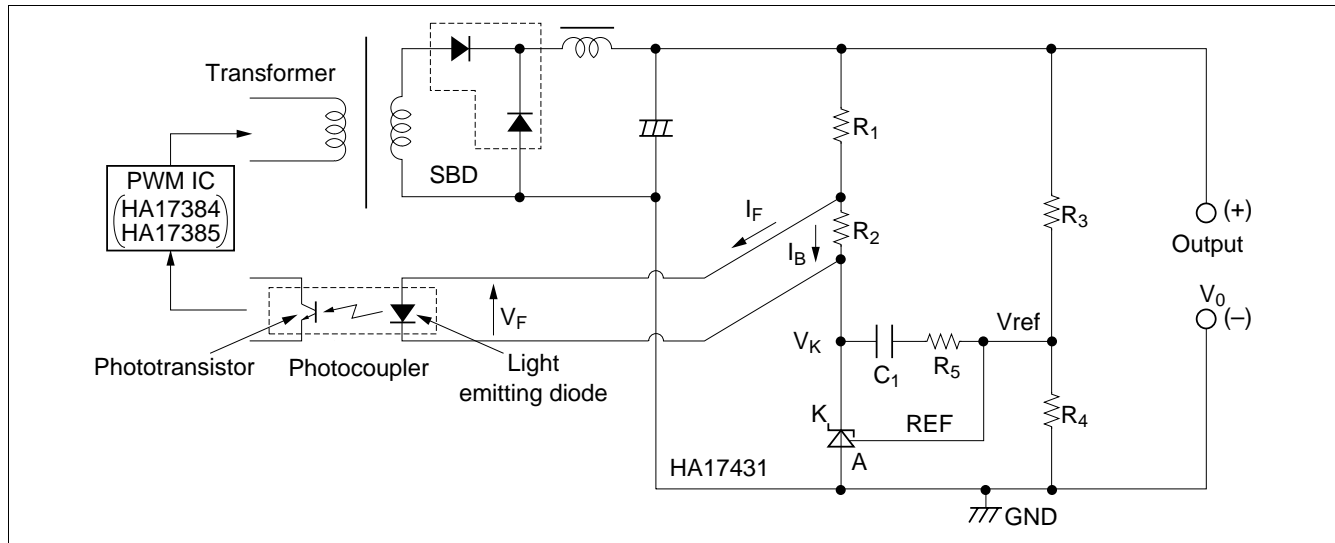 Transformer
SBD
PWM IC
HA17384
HA17385
R1
IF
R2
IB
R3
(+)
Output
V0
(–)
VF
Phototransistor
Photocoupler
Light
emitting diode
VK
C1
R5
Vref
K
REF
A
R4
HA17431
GND